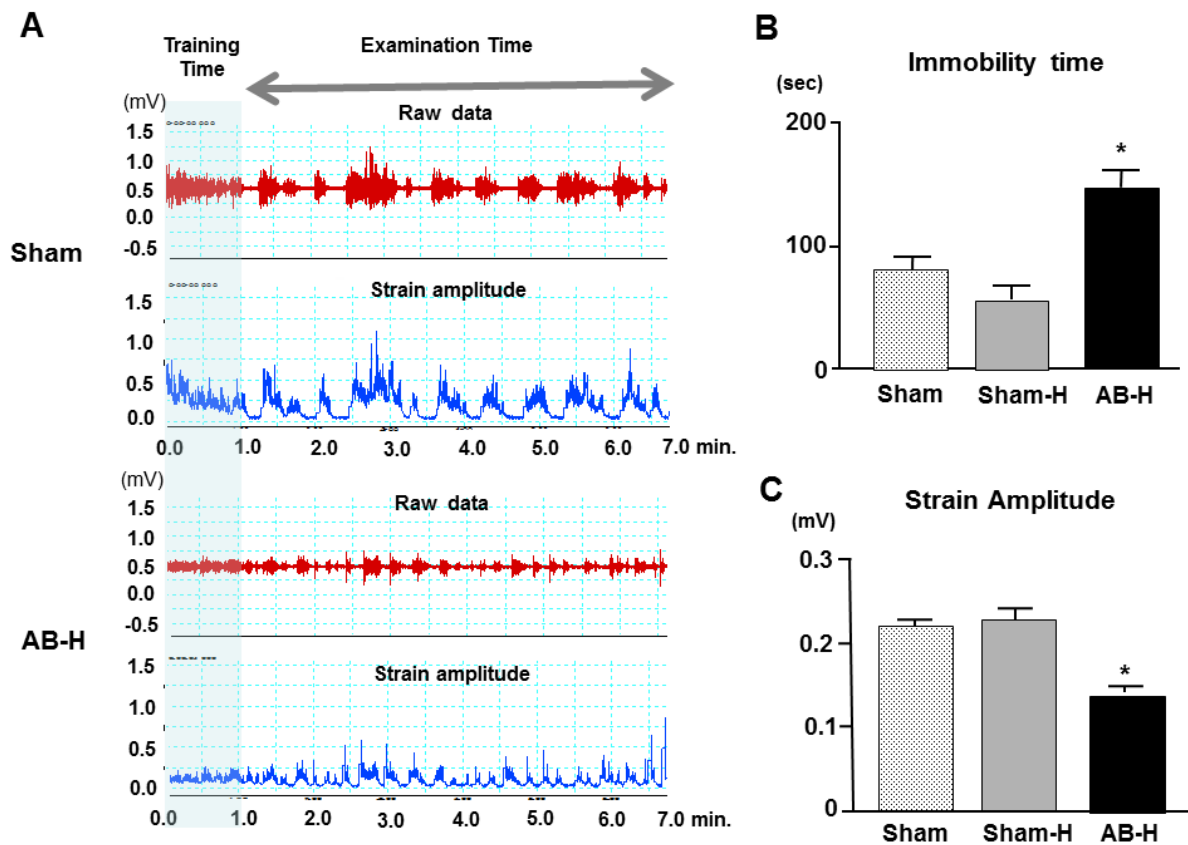 A
Training
Time
Examination Time
(mV)
Raw data
1.5
1.0
0.5
0.0
-0.5
Sham
Strain amplitude
1.5
1.0
0.5
0.0
0.0 1.0 2.0 3.0 4.0 5.0 6.0 7.0 min.
(mV)
Raw data
1.5
1.0
0.5
0.0
-0.5
AB-H
Strain amplitude
1.5
1.0
0.5
0.0
0.0 1.0 2.0 3.0 4.0 5.0 6.0 7.0 min.
B
Immobility time
(sec)
200
*
100
0
Sham Sham-H AB-H
C
Strain Amplitude
(mV)
0.3
0.2
*
0.1
0
Sham Sham-H AB-H